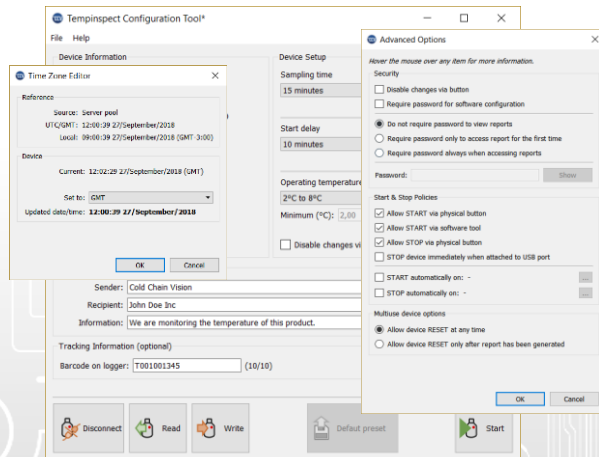 Tempinspect Configuration Tool*
File Help
Device Information
Device Setup
Sampling time
15 minutes
Start delay
10 minutes
Operating temperature
2ºC to 8ºC
Minimum (ºC): 2,00
Disable changes vi
Sender: Cold Chain Vision
Recipient: John Doe Inc
Information: We are monitoring the temperature of this product.
Tracking Information (optional)
Barcode on logger: T001001345 (10/10)
Disconnect
Read
Write
Defaut preset
Start
Time Zone Editor
Reference
Source: Server pool
UTC/GMT: 12:00:39 27/September/2018
Local: 09:00:39 27/September/2018 (GMT-3:00)
Device
Current: 12:02:29 27/September/2018 (GMT)
Set to: GMT
Updated date/time: 12:00:39 27/September/2018
OK Cancel
Advanced Options
Hover the mouse over any item for more information.
Security
Disable changes via button
Require password for software configuration
Do not require password to view reports
Require password only to access report for the first time
Require password always when accessing reports
Password: Show
Start & Stop Policies
Allow START via physical button
Allow START via software tool
Allow STOP via physical button
STOP device immediately when attached to USB port
START automatically on: - ...
STOP automatically on: - ...
Multiuse device options
Allow device RESET at any time
Allow device RESET only after report has been generated
OK Cancel